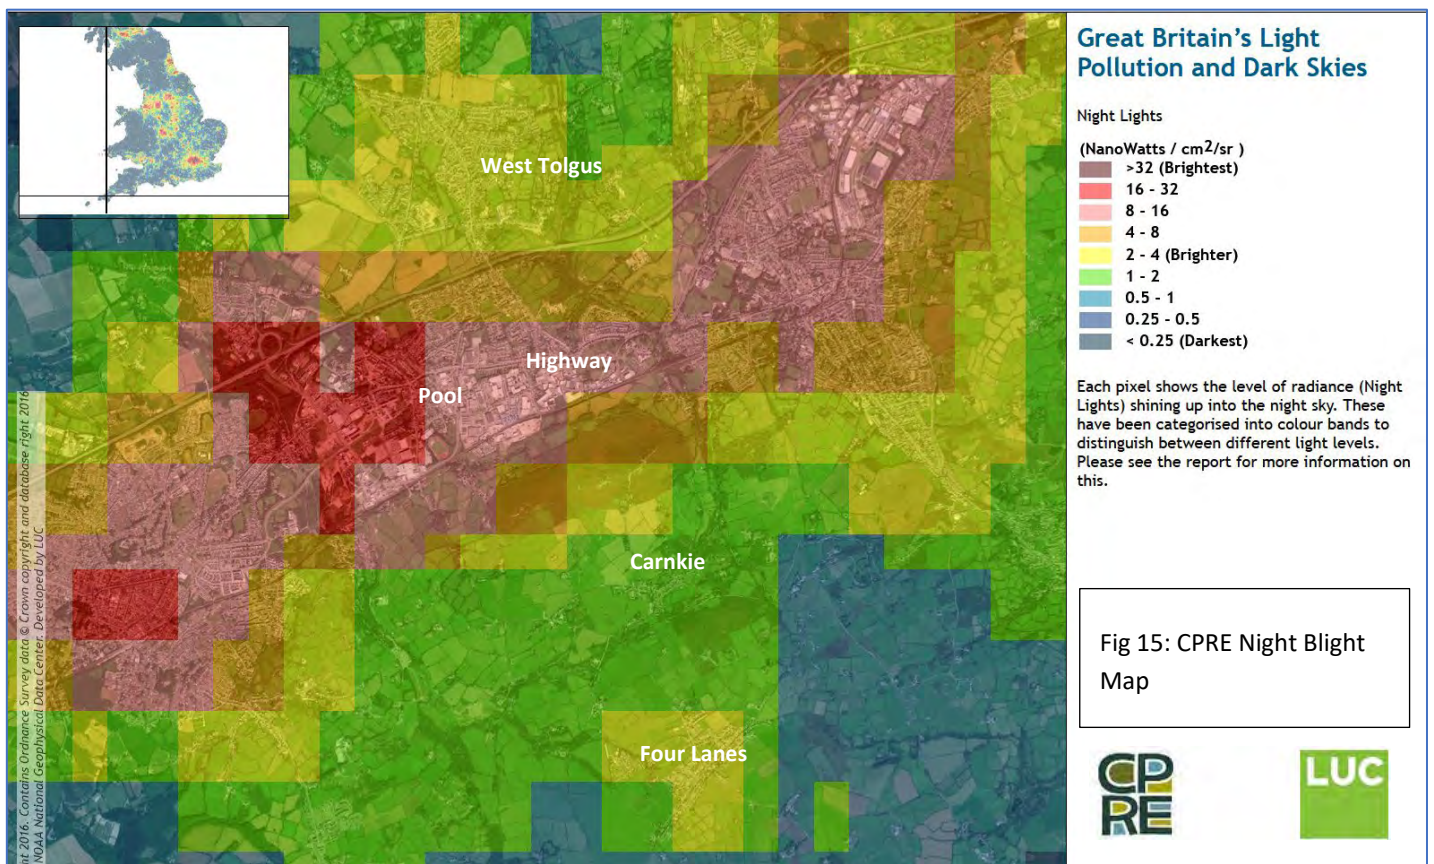 Great Britain’s Light
Pollution and Dark Skies
Night Lights
(NanoWatts / cm2/sr )
>32 (Brightest)
16 - 32
8 - 16
4 - 8
2 - 4 (Brighter)
1 - 2
0.5 - 1
0.25 - 0.5
< 0.25 (Darkest)
Each pixel shows the level of radiance (Night
Lights) shining up into the night sky. These
have been categorised into colour bands to
distinguish between different light levels.
Please see the report for more information on
this.
Fig 15: CPRE Night Blight
Map
CP
RE
LUC
West Tolgus
Highway
Pool
Carnkie
Four Lanes
nt 2016. Contains Ordnance Survey data © Crown copyright and database right 2016
NOAA National Geophysical Data Center. Developed by LUC